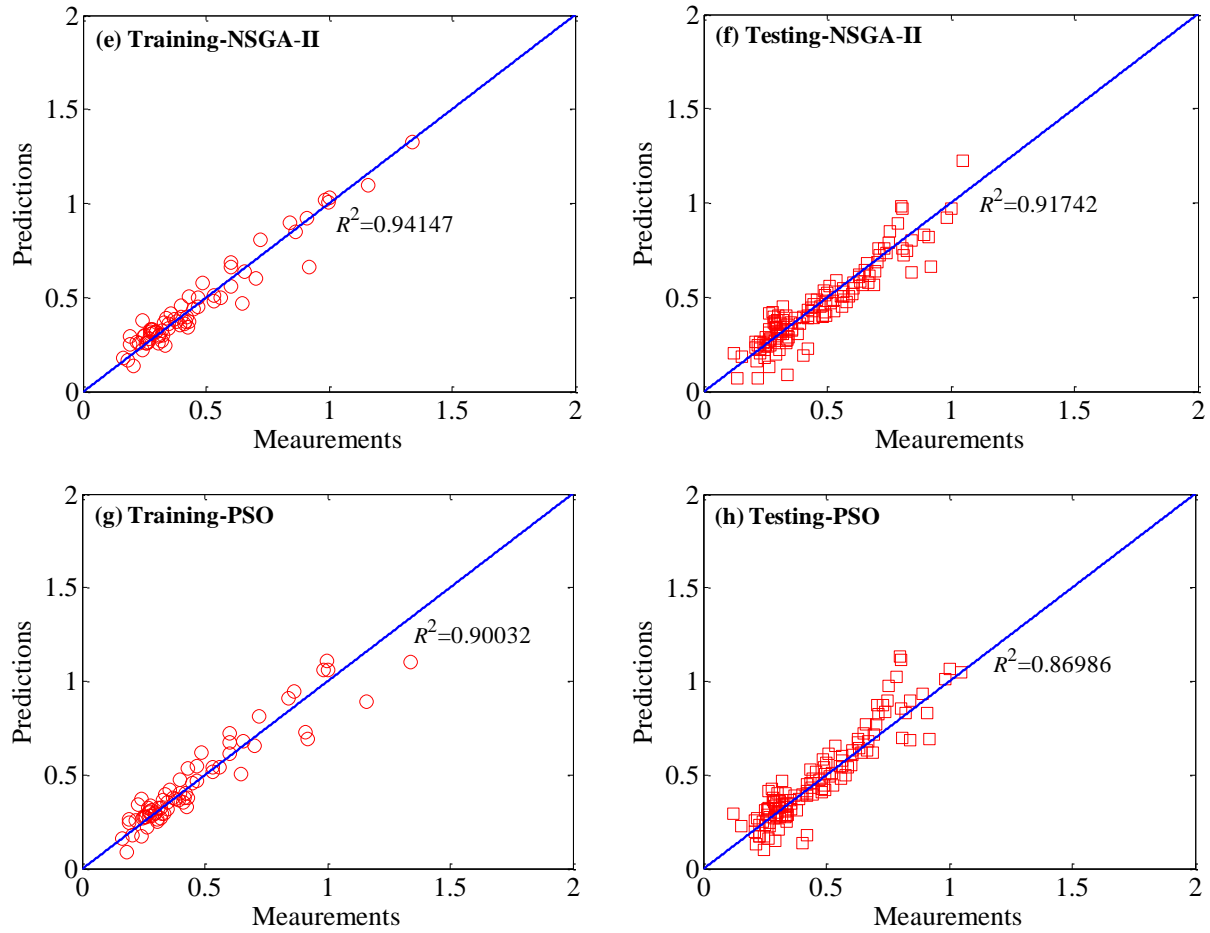 (e) Training-NSGA-II
2
1.5
1
0.5
0
Predictions
R²=0.94147
0 0.5 1 1.5 2
Meaurements
(f) Testing-NSGA-II
2
1.5
1
0.5
0
Predictions
R²=0.91742
0 0.5 1 1.5 2
Meaurements
(g) Training-PSO
2
1.5
1
0.5
0
Predictions
R²=0.90032
0 0.5 1 1.5 2
Meaurements
(h) Testing-PSO
2
1.5
1
0.5
0
Predictions
R²=0.86986
0 0.5 1 1.5 2
Meaurements